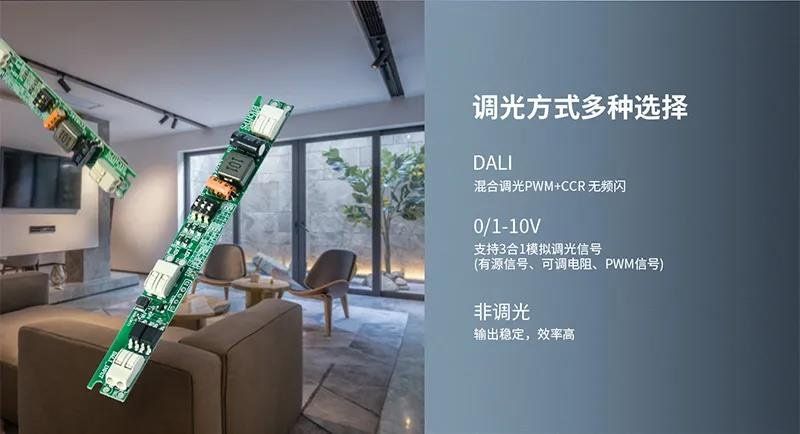 调光方式多种选择
DALI
混合调光PWM+CCR 无频闪
0/1-10V
支持3合1模拟调光信号
(有源信号、可调电阻、PWM信号)
非调光
输出稳定，效率高